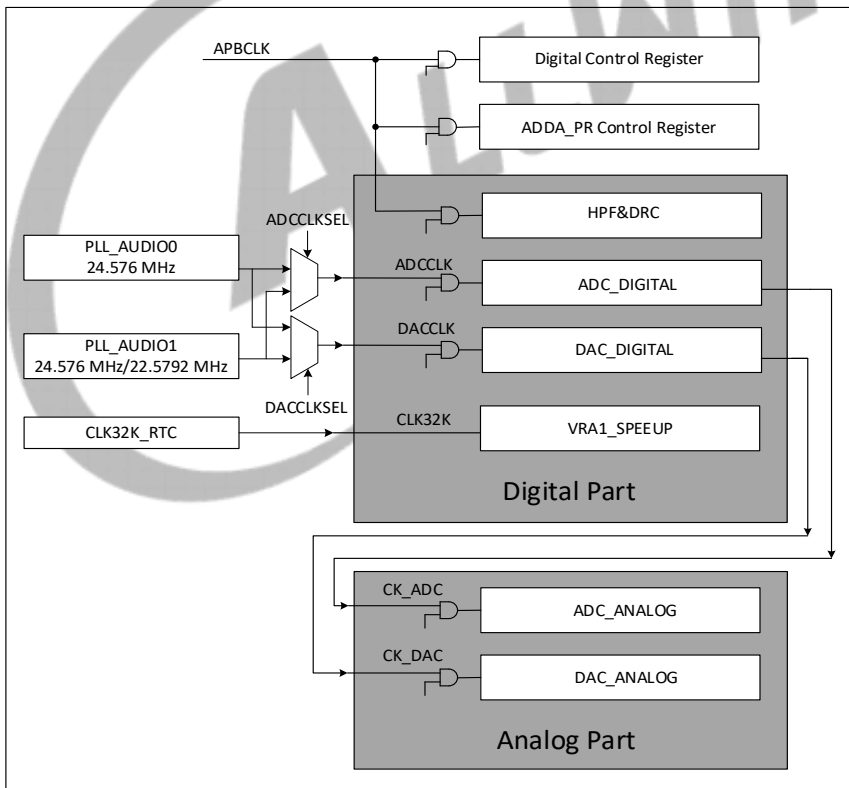 APBCLK
Digital Control Register
ADDA_PR Control Register
HPF&DRC
ADCCLKSEL
PLL_AUDIO0
24.576 MHz
ADCCLK
ADC_DIGITAL
PLL_AUDIO1
24.576 MHz/22.5792 MHz
DACCLK
DAC_DIGITAL
DACCLKSEL
CLK32K_RTC
CLK32K
VRA1_SPEEUP
Digital Part
CK_ADC
ADC_ANALOG
CK_DAC
DAC_ANALOG
Analog Part